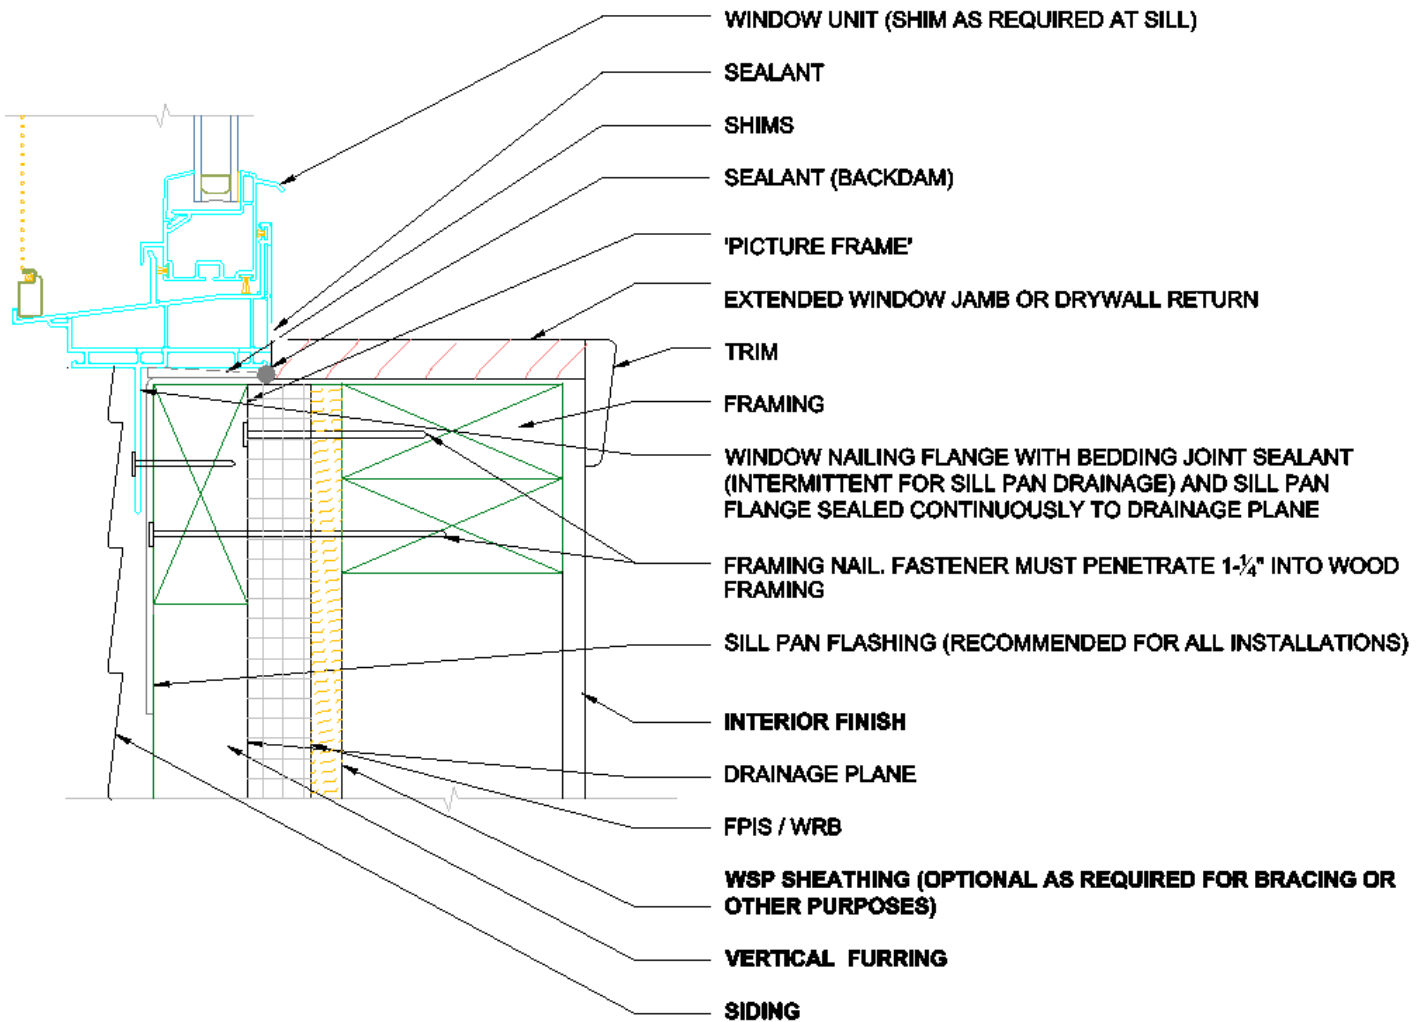 WINDOW UNIT (SHIM AS REQUIRED AT SILL)
SEALANT
SHIMS
SEALANT (BACKDAM)
'PICTURE FRAME'
EXTENDED WINDOW JAMB OR DRYWALL RETURN
TRIM
FRAMING
WINDOW NAILING FLANGE WITH BEDDING JOINT SEALANT
(INTERMITTENT FOR SILL PAN DRAINAGE) AND SILL PAN
FLANGE SEALED CONTINUOUSLY TO DRAINAGE PLANE
FRAMING NAIL. FASTENER MUST PENETRATE 1-¼" INTO WOOD
FRAMING
SILL PAN FLASHING (RECOMMENDED FOR ALL INSTALLATIONS)
INTERIOR FINISH
DRAINAGE PLANE
FPIS / WRB
WSP SHEATHING (OPTIONAL AS REQUIRED FOR BRACING OR
OTHER PURPOSES)
VERTICAL FURRING
SIDING